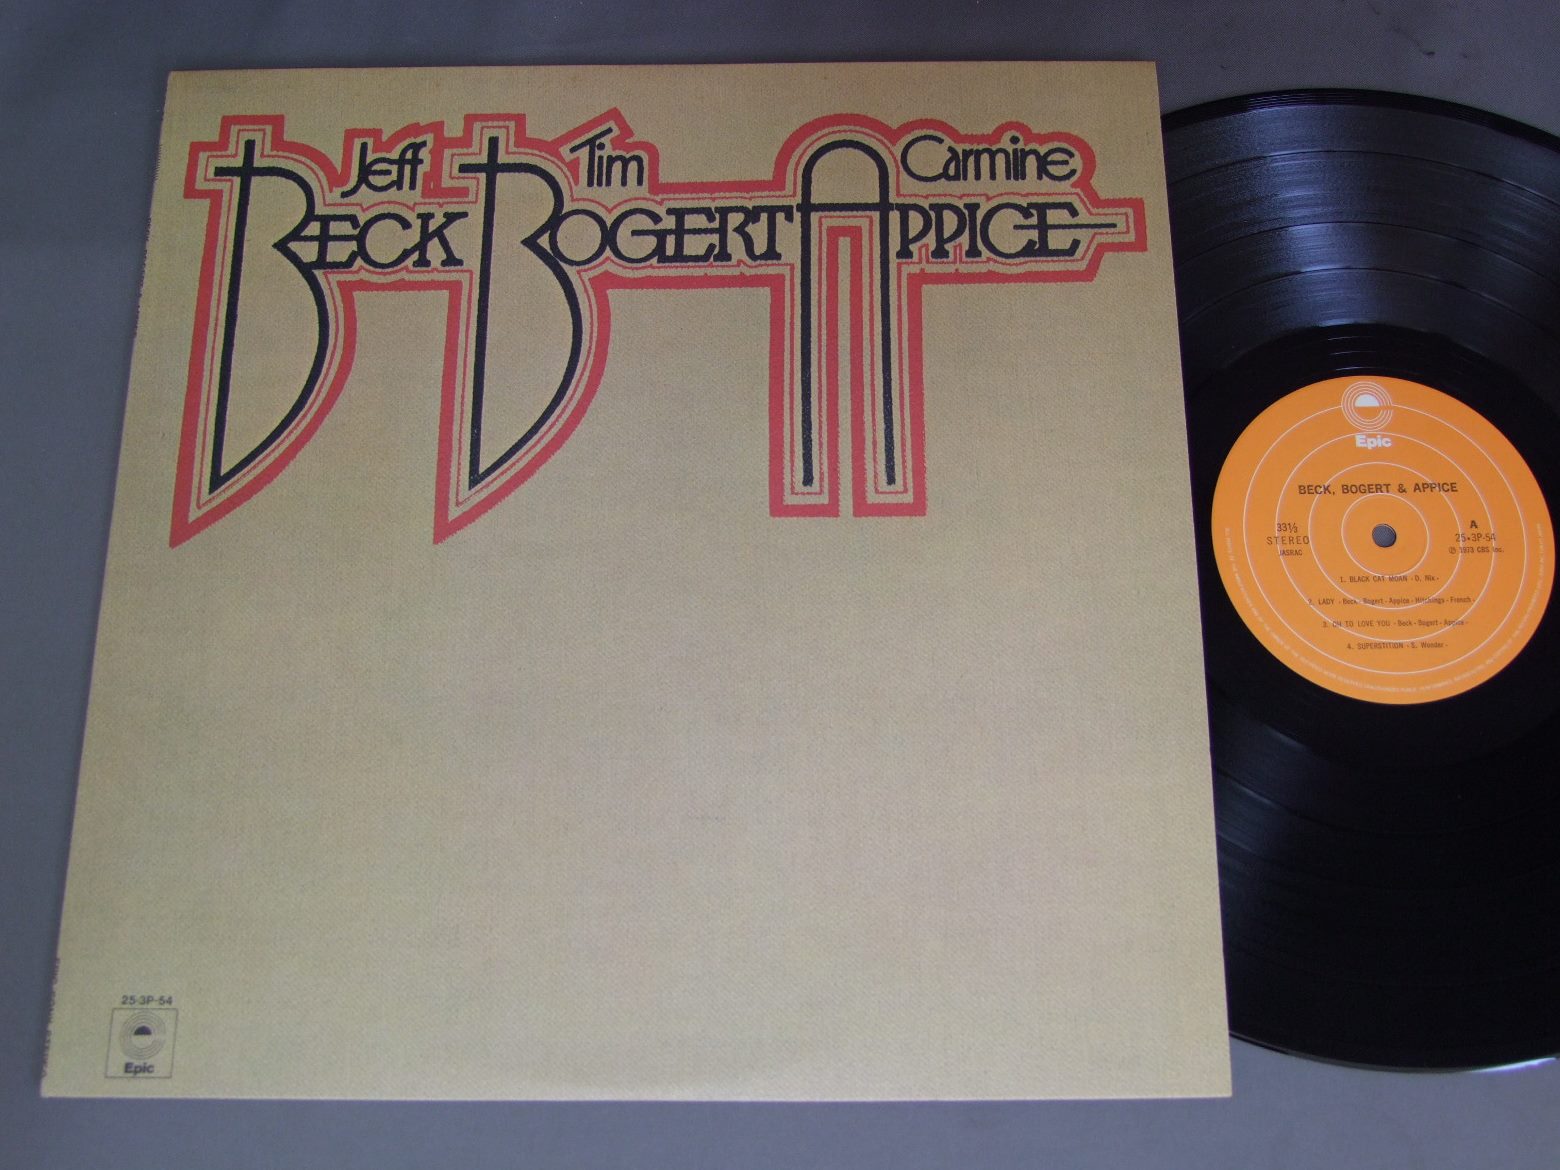 Jeff Tim Carmine
BECK BOGERT APPICE
25·3P-54
Epic
Epic
BECK, BOGERT & APPICE
33⅓ A
STEREO 25·3P-54
JASRAC ℗ 1973 CBS Inc.
1. BLACK CAT MOAN - D. Nix -
2. LADY - Beck - Bogert - Appice - Hitchings - French -
3. OH TO LOVE YOU - Beck - Bogert - Appice -
4. SUPERSTITION - S. Wonder -